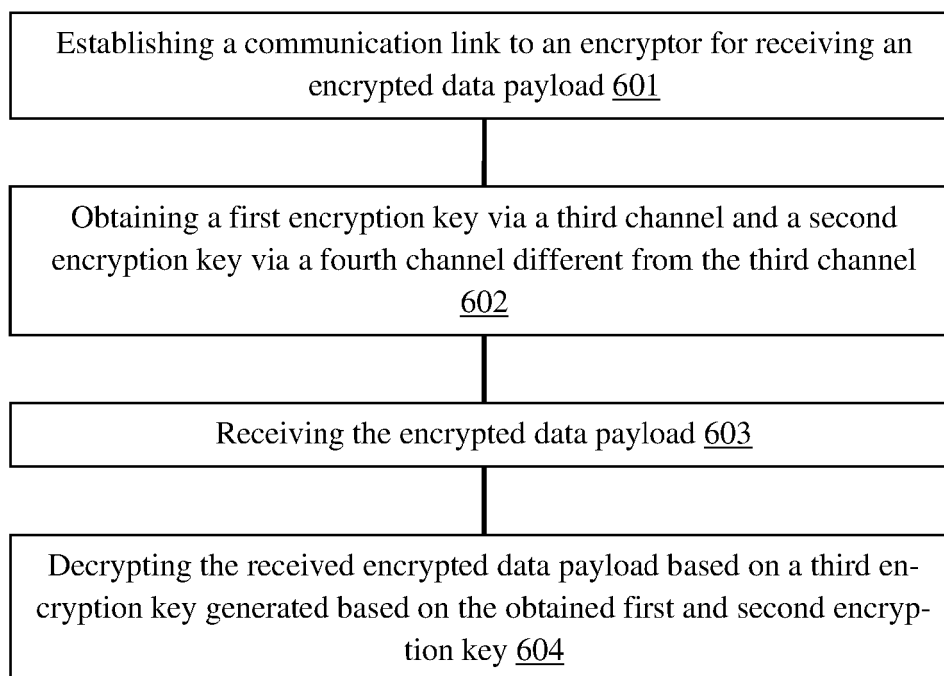 Establishing a communication link to an encryptor for receiving an
encrypted data payload 601
Obtaining a first encryption key via a third channel and a second
encryption key via a fourth channel different from the third channel
602
Receiving the encrypted data payload 603
Decrypting the received encrypted data payload based on a third en-
cryption key generated based on the obtained first and second encryp-
tion key 604